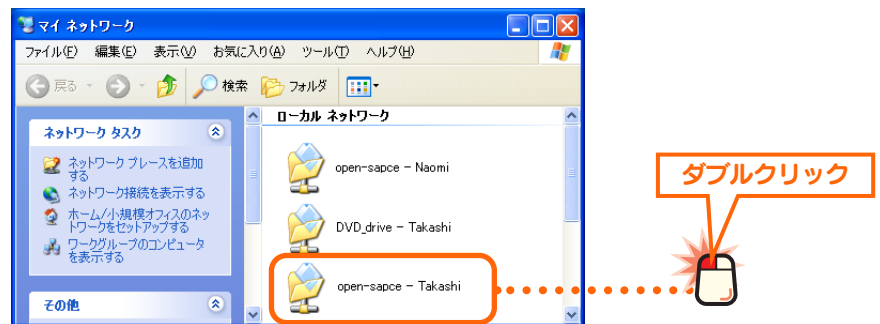 マイ ネットワーク
ファイル(F) 編集(E) 表示(V) お気に入り(A) ツール(T) ヘルプ(H)
戻る 検索 フォルダ
ネットワーク タスク
ネットワーク プレースを追加
する
ネットワーク接続を表示する
ホーム/小規模オフィスのネッ
トワークをセットアップする
ワークグループのコンピュータ
を表示する
その他
ローカル ネットワーク
open-sapce - Naomi
DVD_drive - Takashi
open-sapce - Takashi
ダブルクリック